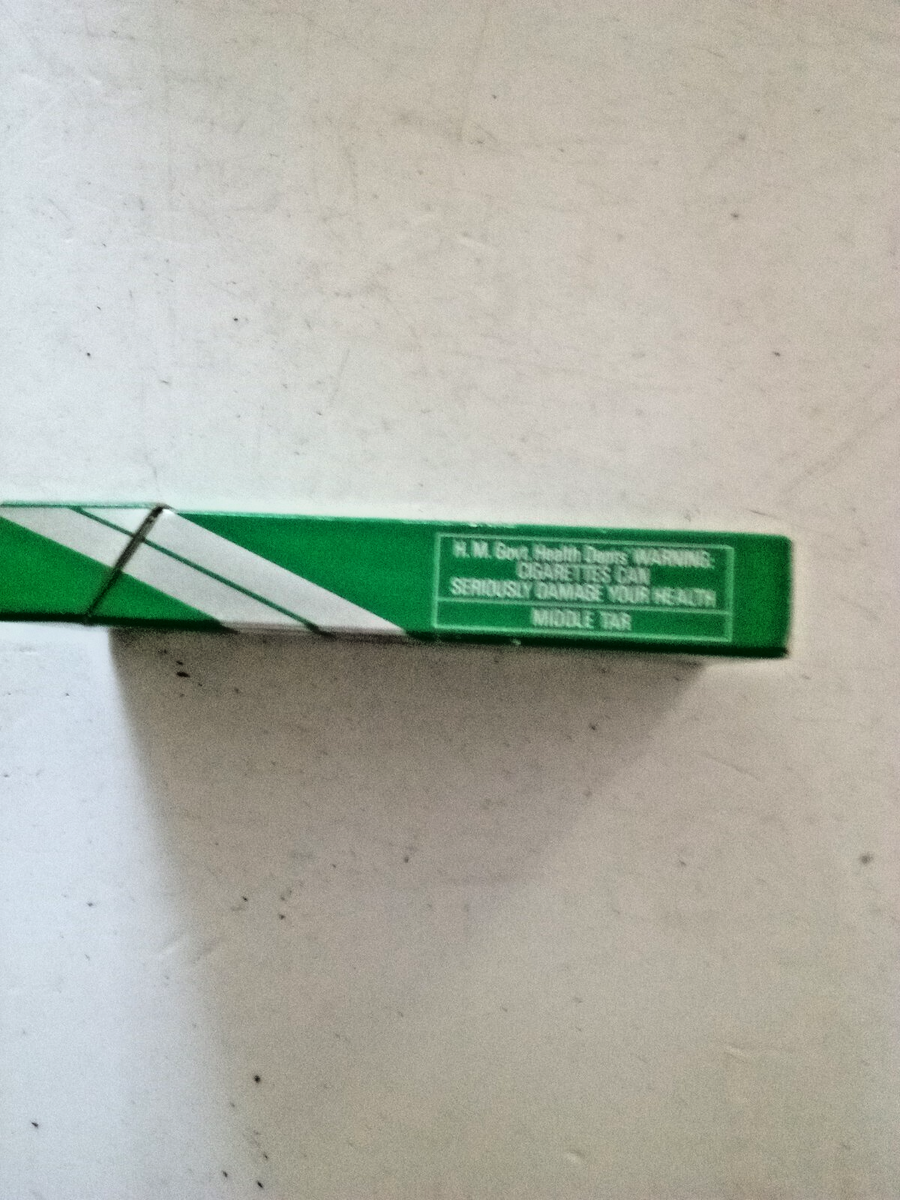 H. M. Govt. Health Depts' WARNING:
CIGARETTES CAN
SERIOUSLY DAMAGE YOUR HEALTH
MIDDLE TAR